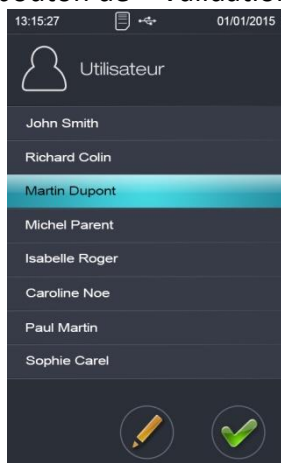 13:15:27 01/01/2015
Utilisateur
John Smith
Richard Colin
Martin Dupont
Michel Parent
Isabelle Roger
Caroline Noe
Paul Martin
Sophie Carel